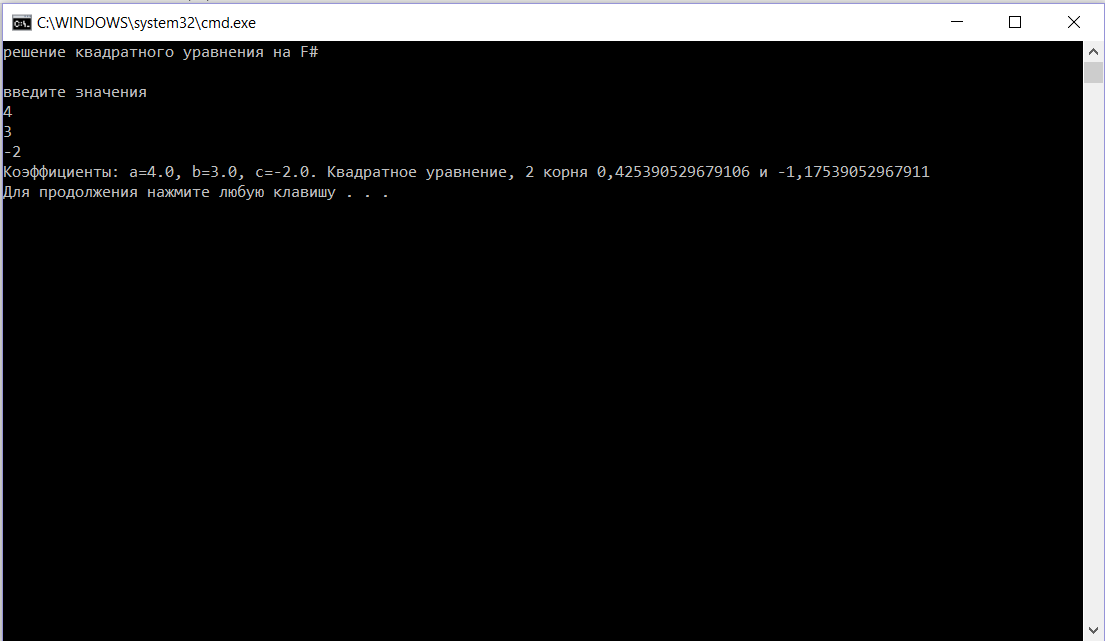 C:\WINDOWS\system32\cmd.exe
решение квадратного уравнения на F#
введите значения
4
3
-2
Коэффициенты: a=4.0, b=3.0, c=-2.0. Квадратное уравнение, 2 корня 0,425390529679106 и -1,17539052967911
Для продолжения нажмите любую клавишу . . .